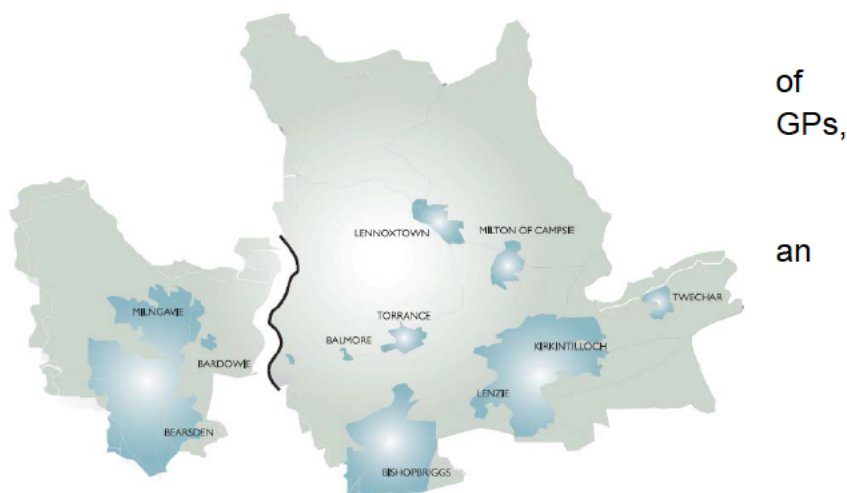 of
GPs,
an
LENNOXTOWN
MILTON OF CAMPSIE
TWECHAR
MILNGAVIE
TORRANCE
BALMORE
KIRKINTILLOCH
BARDOWIE
LENZIE
BEARSDEN
BISHOPBRIGGS